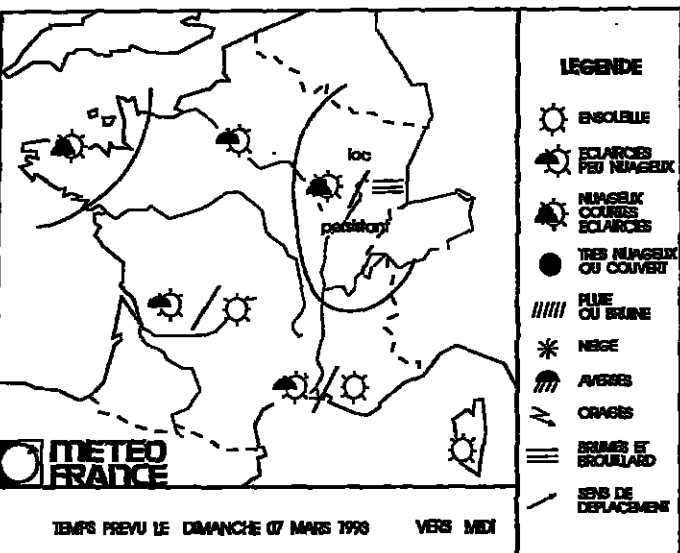 LEGENDE
ENSOLEILLE
ECLAIRCIES
PEU NUAGEUX
NUAGEUX
COURTES
ECLAIRCIES
TRES NUAGEUX
OU COUVERT
PLUIE
OU BRUINE
NEIGE
AVERSES
ORAGES
BRUMES ET
BROUILLARD
SENS DE
DEPLACEMENT
loc
persistant
METEO
FRANCE
TEMPS PREVU LE DIMANCHE 07 MARS 1993 VERS MIDI